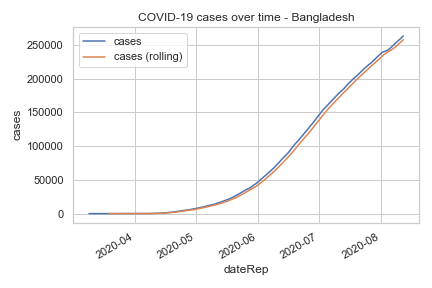 COVID-19 cases over time - Bangladesh
cases
cases (rolling)
250000
200000
150000
100000
50000
0
cases
2020-04
2020-05
2020-06
2020-07
2020-08
dateRep